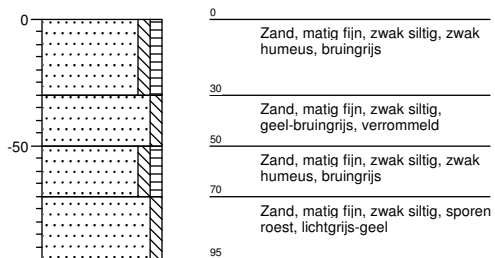 0
0
Zand, matig fijn, zwak siltig, zwak
humeus, bruingrijs
30
Zand, matig fijn, zwak siltig,
geel-bruingrijs, verrommeld
-50
50
Zand, matig fijn, zwak siltig, zwak
humeus, bruingrijs
70
Zand, matig fijn, zwak siltig, sporen
roest, lichtgrijs-geel
95